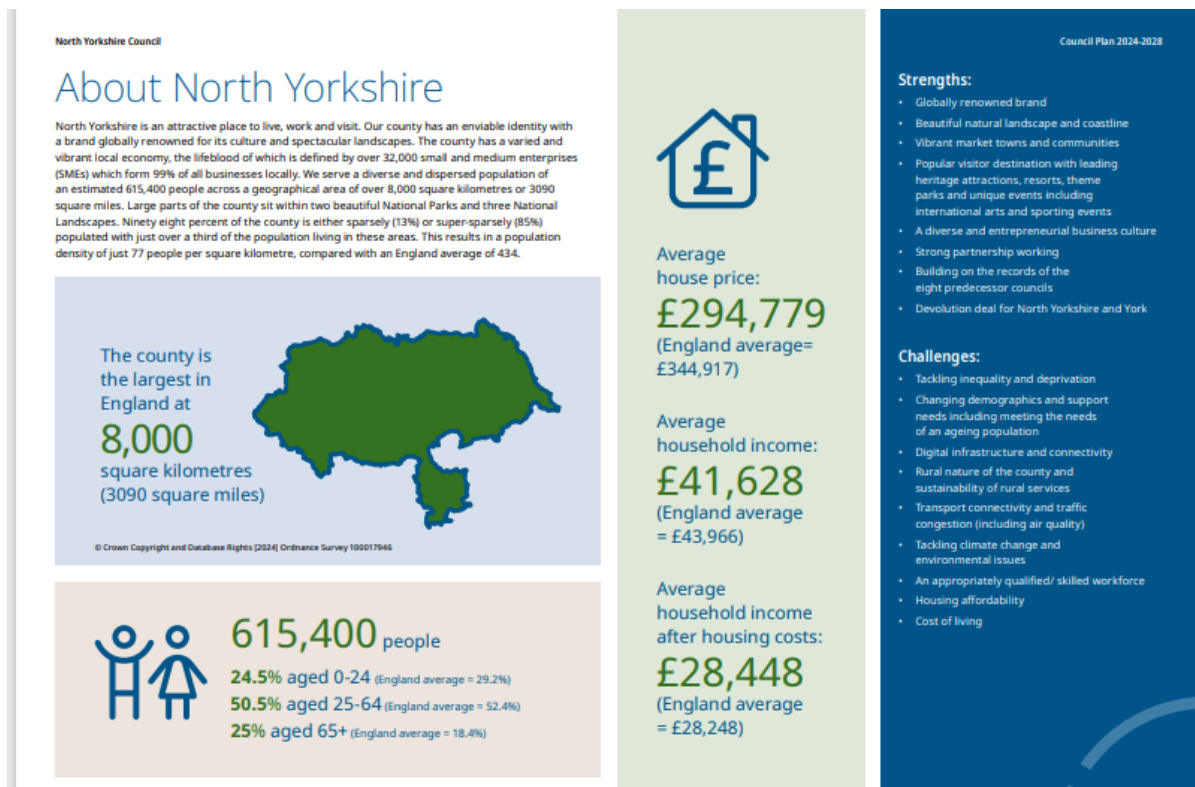 North Yorkshire Council
About North Yorkshire
North Yorkshire is an attractive place to live, work and visit. Our county has an enviable identity with
a brand globally renowned for its culture and spectacular landscapes. The county has a varied and
vibrant local economy, the lifeblood of which is defined by over 32,000 small and medium enterprises
(SMEs) which form 99% of all businesses locally. We serve a diverse and dispersed population of
an estimated 615,400 people across a geographical area of over 8,000 square kilometres or 3090
square miles. Large parts of the county sit within two beautiful National Parks and three National
Landscapes. Ninety eight percent of the county is either sparsely (13%) or super-sparsely (85%)
populated with just over a third of the population living in these areas. This results in a population
density of just 77 people per square kilometre, compared with an England average of 434.
The county is
the largest in
England at
8,000
square kilometres
(3090 square miles)
© Crown Copyright and Database Rights [2024] Ordnance Survey 100017946
615,400 people
24.5% aged 0-24 (England average = 29.2%)
50.5% aged 25-64 (England average = 52.4%)
25% aged 65+ (England average = 18.4%)
£
Average
house price:
£294,779
(England average=
£344,917)
Average
household income:
£41,628
(England average
= £43,966)
Average
household income
after housing costs:
£28,448
(England average
= £28,248)
Council Plan 2024-2028
Strengths:
• Globally renowned brand
• Beautiful natural landscape and coastline
• Vibrant market towns and communities
• Popular visitor destination with leading
heritage attractions, resorts, theme
parks and unique events including
international arts and sporting events
• A diverse and entrepreneurial business culture
• Strong partnership working
• Building on the records of the
eight predecessor councils
• Devolution deal for North Yorkshire and York
Challenges:
• Tackling inequality and deprivation
• Changing demographics and support
needs including meeting the needs
of an ageing population
• Digital infrastructure and connectivity
• Rural nature of the county and
sustainability of rural services
• Transport connectivity and traffic
congestion (including air quality)
• Tackling climate change and
environmental issues
• An appropriately qualified/ skilled workforce
• Housing affordability
• Cost of living